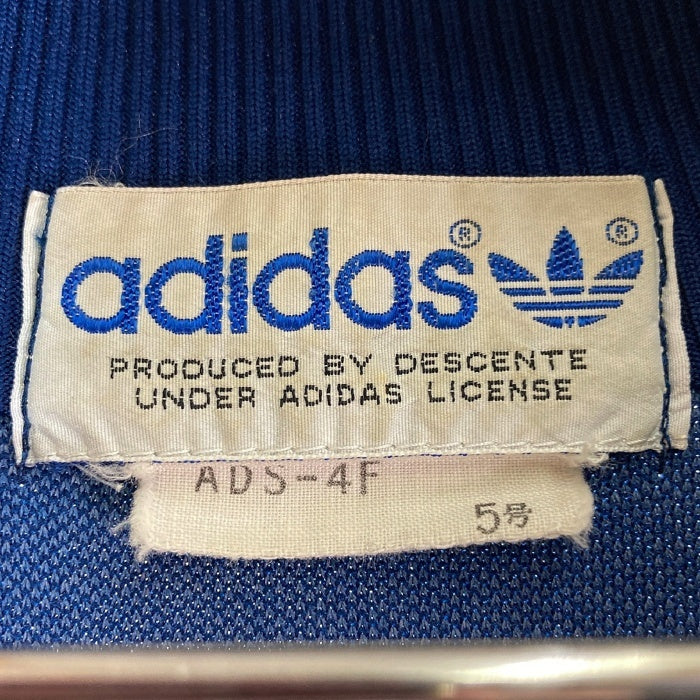 adidas® ®
PRODUCED BY DESCENTE
UNDER ADIDAS LICENSE
ADS-4F
5号